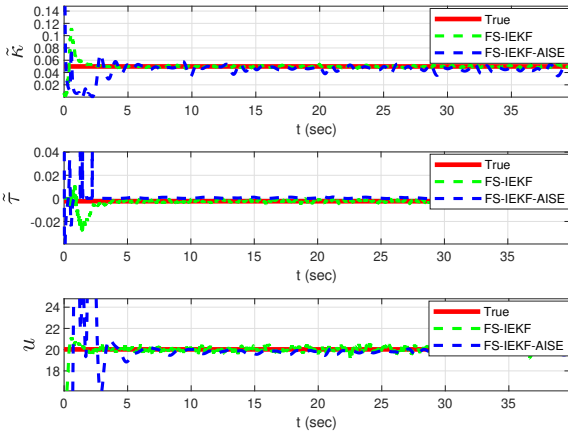 0.14
0.12
0.10
0.08
0.06
0.04
0.02
κ̃
0 5 10 15 20 25 30 35
t (sec)
True
FS-IEKF
FS-IEKF-AISE
0.04
0.02
0
-0.02
τ̃
0 5 10 15 20 25 30 35
t (sec)
True
FS-IEKF
FS-IEKF-AISE
24
22
20
18
u
0 5 10 15 20 25 30 35
t (sec)
True
FS-IEKF
FS-IEKF-AISE